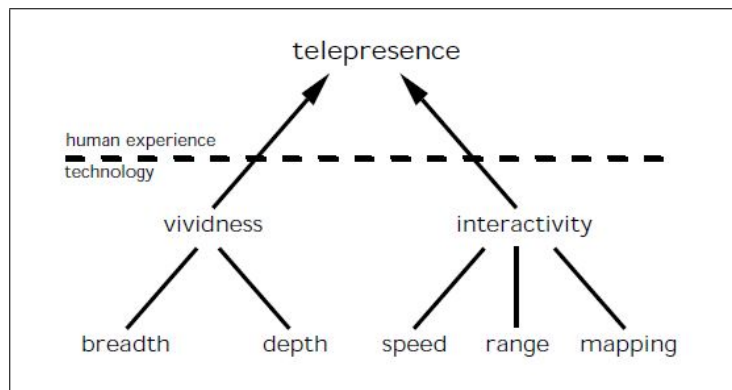 telepresence
human experience
technology
vividness interactivity
breadth depth speed range mapping